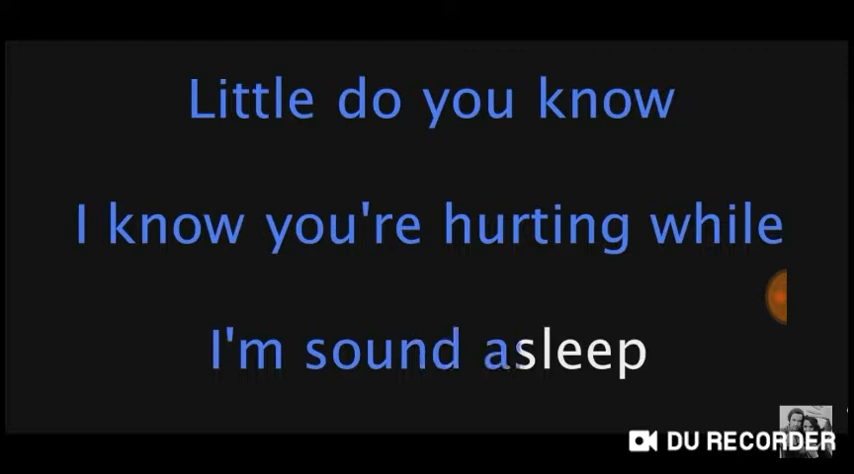 Little do you know
I know you're hurting while
I'm sound asleep
DU RECORDER